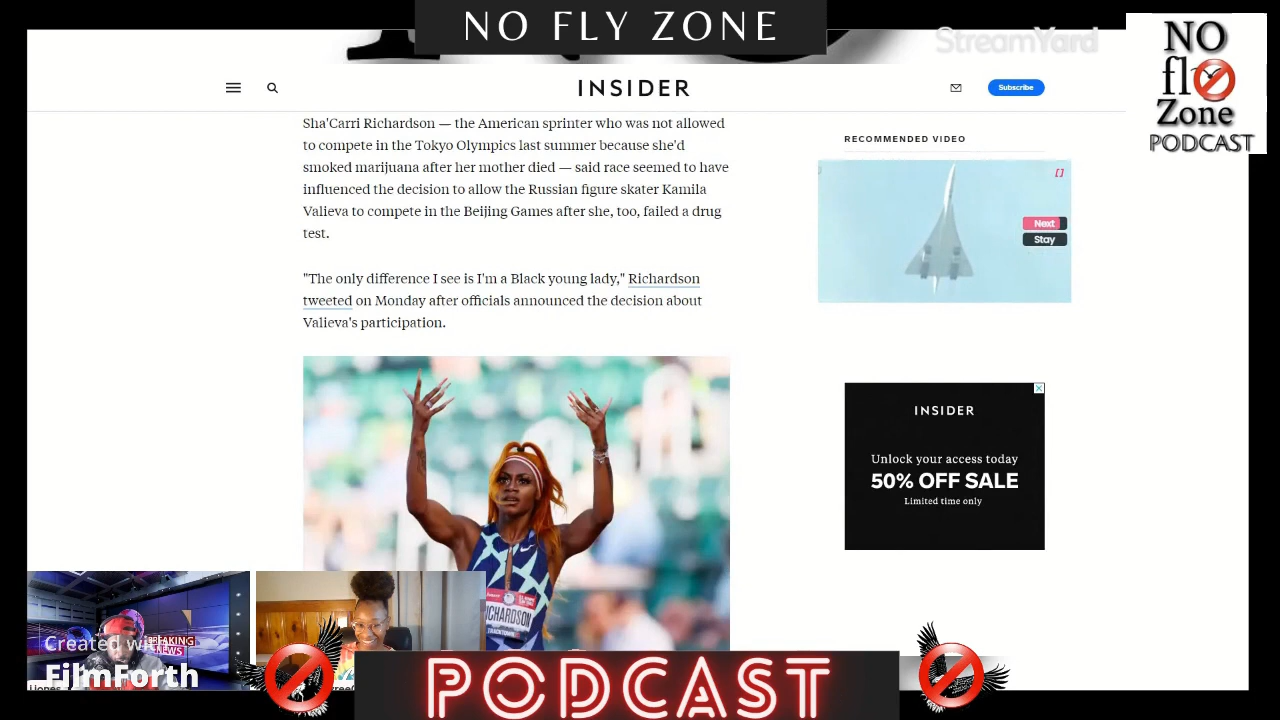 NO FLY ZONE
StreamYard
NO
fl
Zone
PODCAST
INSIDER
Subscribe
Sha'Carri Richardson — the American sprinter who was not allowed
to compete in the Tokyo Olympics last summer because she'd
smoked marijuana after her mother died — said race seemed to have
influenced the decision to allow the Russian figure skater Kamila
Valieva to compete in the Beijing Games after she, too, failed a drug
test.
"The only difference I see is I'm a Black young lady," Richardson
tweeted on Monday after officials announced the decision about
Valieva's participation.
RECOMMENDED VIDEO
[ ]
Next
Stay
INSIDER
Unlock your access today
50% OFF SALE
Limited time only
RICHARDSON
BREAKING
NEWS
Created with
FilmForth
PODCAST